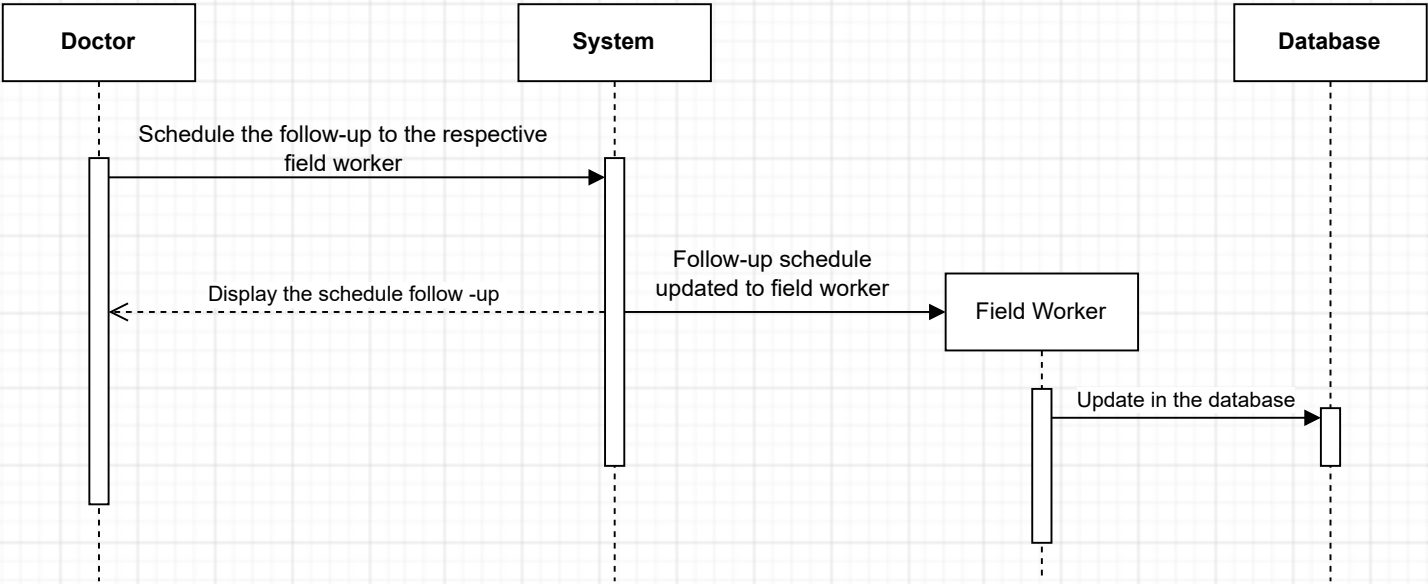 Doctor
System
Database
Schedule the follow-up to the respective
field worker
Follow-up schedule
updated to field worker
Display the schedule follow -up
Field Worker
Update in the database